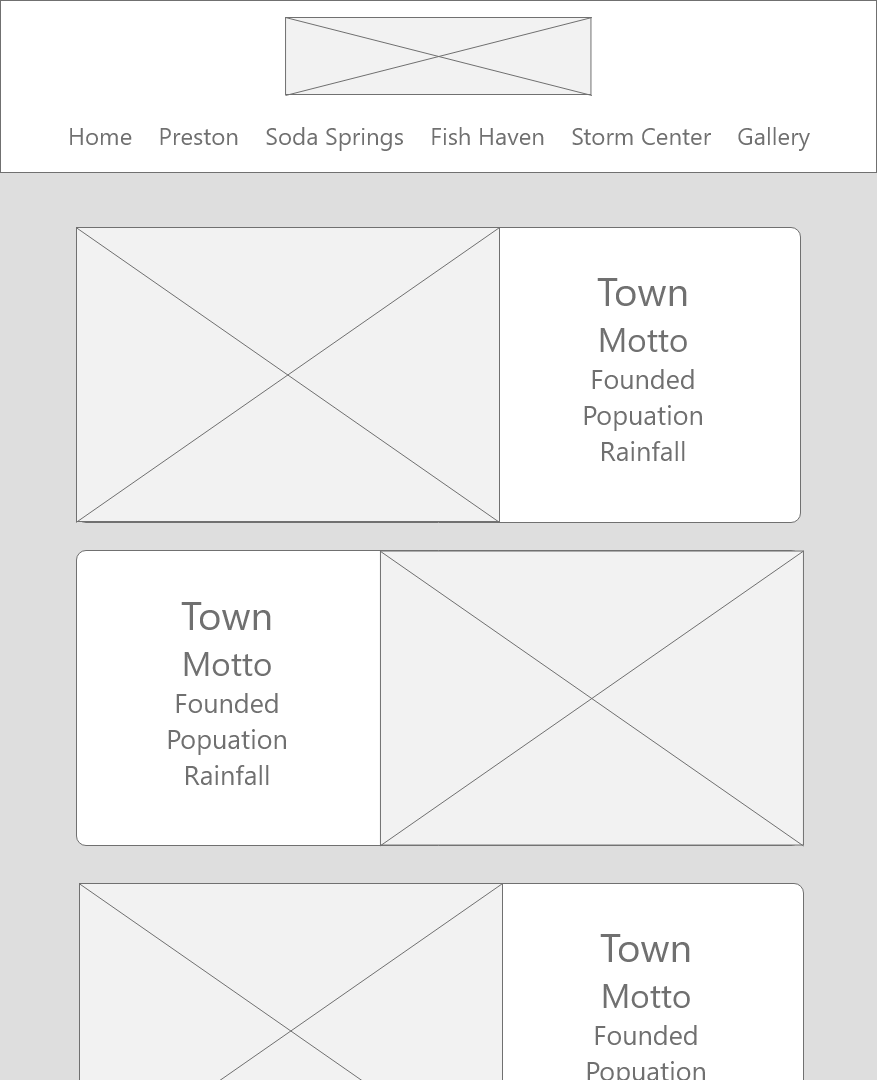 Home Preston Soda Springs Fish Haven Storm Center Gallery
Town
Motto
Founded
Popuation
Rainfall
Town
Motto
Founded
Popuation
Rainfall
Town
Motto
Founded
Popuation